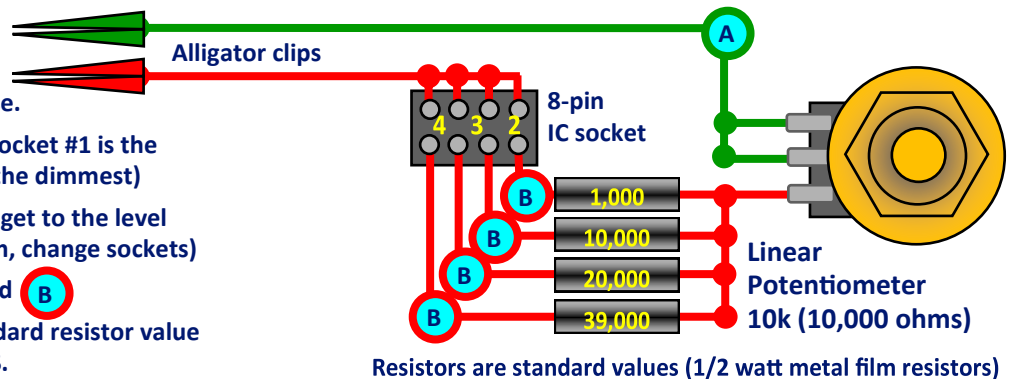 A
Alligator clips
e.
ocket #1 is the
the dimmest)
get to the level
n, change sockets)
d B
dard resistor value
s.
4 3 2
8-pin
IC socket
B 1,000
B 10,000
B 20,000
B 39,000
Linear
Potentiometer
10k (10,000 ohms)
Resistors are standard values (1/2 watt metal film resistors)